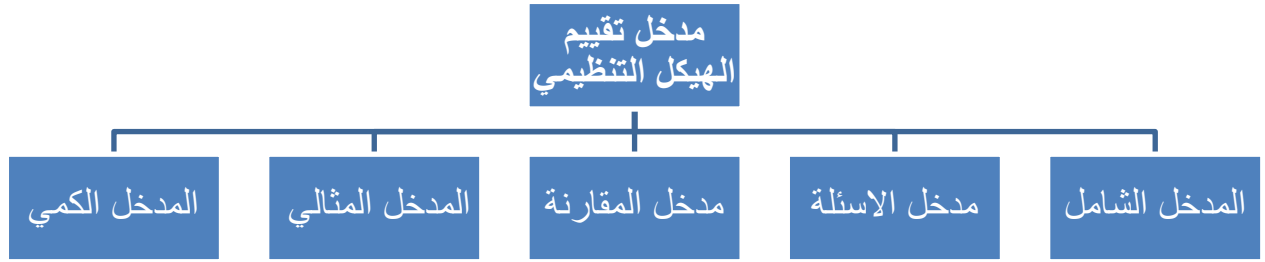 مدخل تقييم
الهيكل التنظيمي
المدخل الشامل
مدخل الاسئلة
مدخل المقارنة
المدخل المثالي
المدخل الكمي